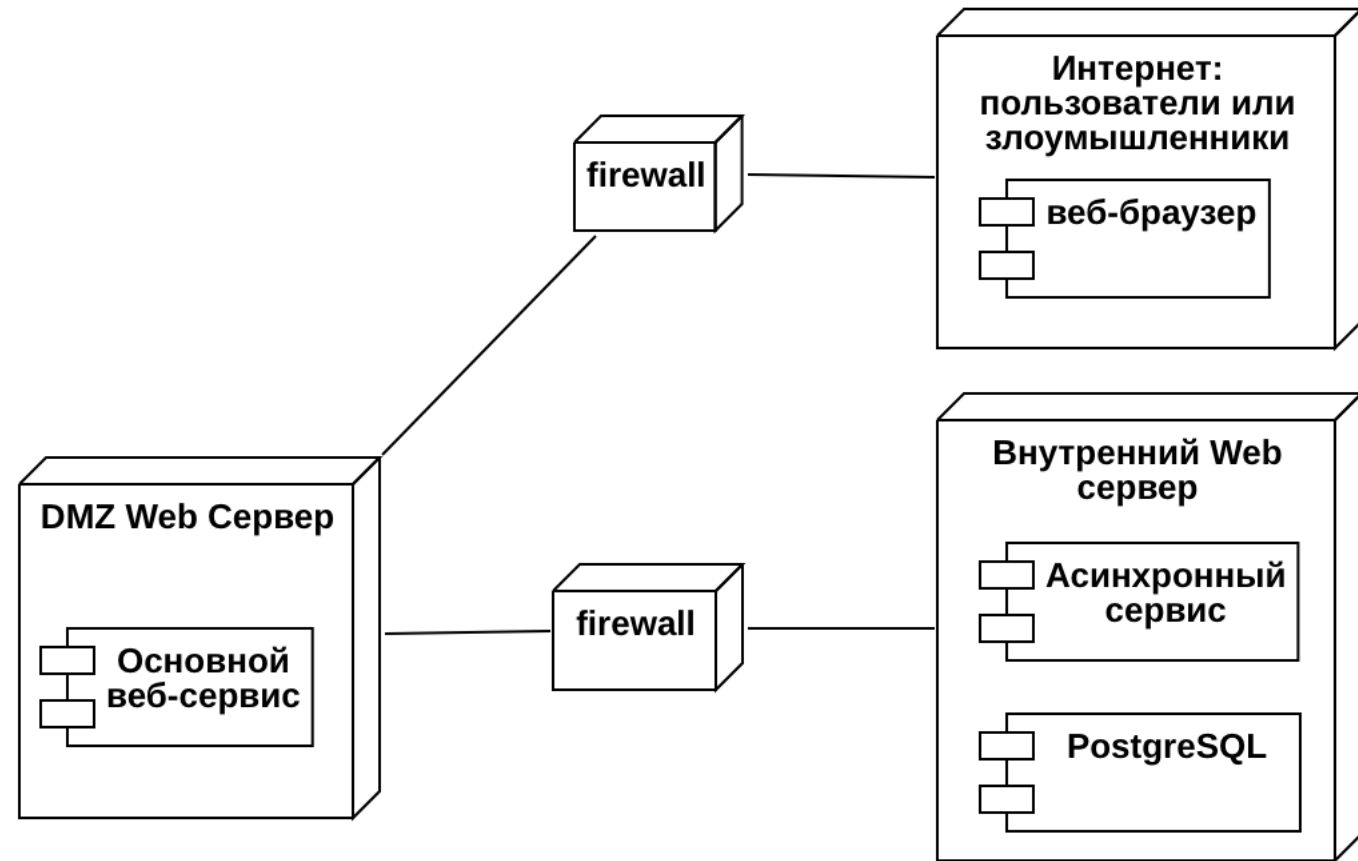 Интернет:
пользователи или
злоумышленники
firewall
веб-браузер
Внутренний Web
сервер
DMZ Web Сервер
Асинхронный
сервис
firewall
Основной
веб-сервис
PostgreSQL